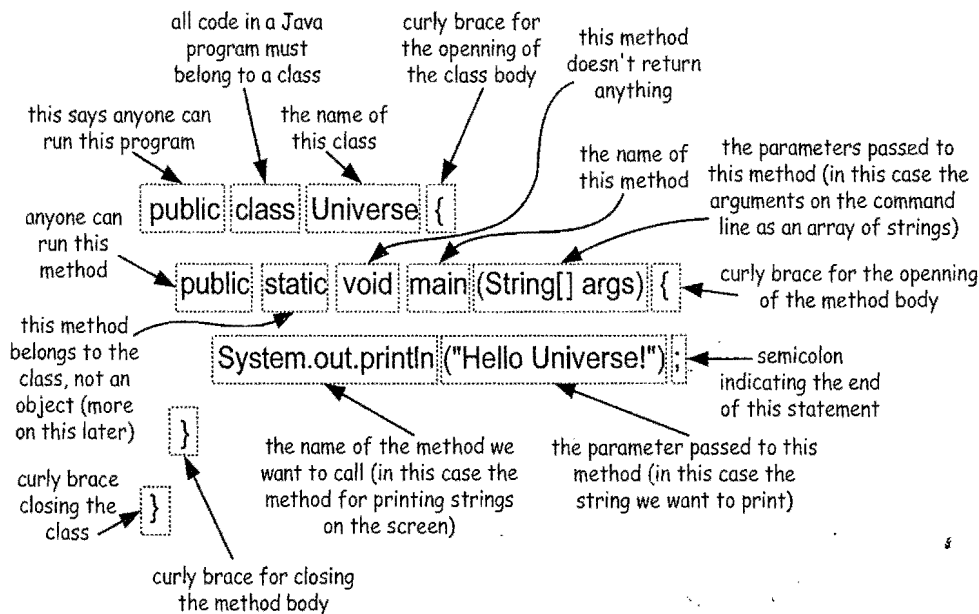 all code in a Java
program must
belong to a class
curly brace for
the openning of
the class body
this method
doesn't return
anything
this says anyone can
run this program
the name of
this class
the name of
this method
the parameters passed to
this method (in this case the
arguments on the command
line as an array of strings)
public class Universe {
anyone can
run this
method
public static void main (String[] args) {
curly brace for the openning
of the method body
this method
belongs to the
class, not an
object (more
on this later)
System.out.println ("Hello Universe!") ;
semicolon
indicating the end
of this statement
}
the name of the method we
want to call (in this case the
method for printing strings
on the screen)
the parameter passed to this
method (in this case the
string we want to print)
curly brace
closing the
class
}
curly brace for closing
the method body